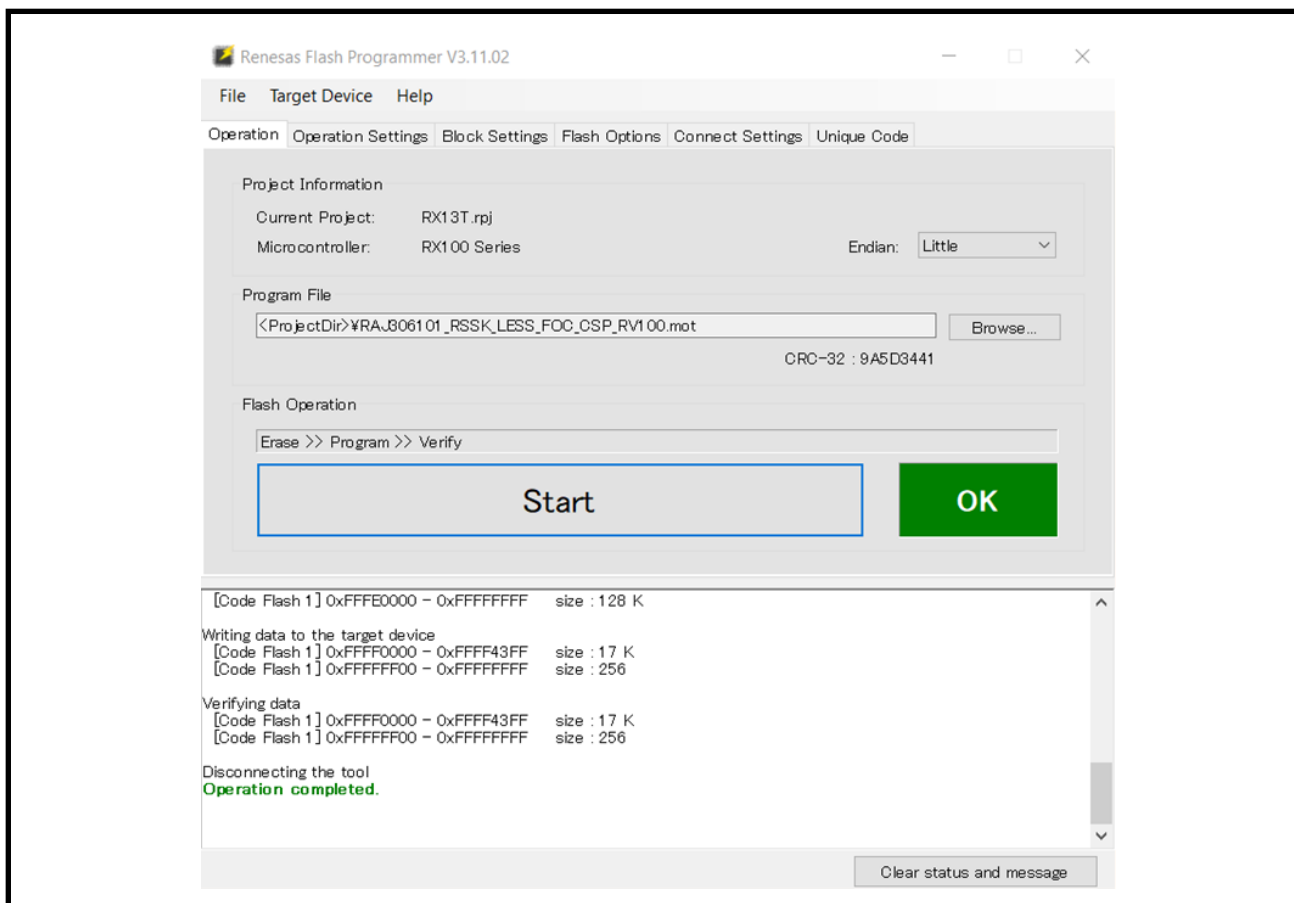 Renesas Flash Programmer V3.11.02
File Target Device Help
Operation Operation Settings Block Settings Flash Options Connect Settings Unique Code
Project Information
Current Project: RX13T.rpj
Microcontroller: RX100 Series Endian: Little
Program File
<ProjectDir>¥RAJ306101_RSSK_LESS_FOC_CSP_RV100.mot Browse...
CRC-32 : 9A5D3441
Flash Operation
Erase >> Program >> Verify
Start OK
[Code Flash 1] 0xFFFE0000 - 0xFFFFFFFF size : 128 K
Writing data to the target device
[Code Flash 1] 0xFFFF0000 - 0xFFFF43FF size : 17 K
[Code Flash 1] 0xFFFFFF00 - 0xFFFFFFFF size : 256
Verifying data
[Code Flash 1] 0xFFFF0000 - 0xFFFF43FF size : 17 K
[Code Flash 1] 0xFFFFFF00 - 0xFFFFFFFF size : 256
Disconnecting the tool
Operation completed.
Clear status and message